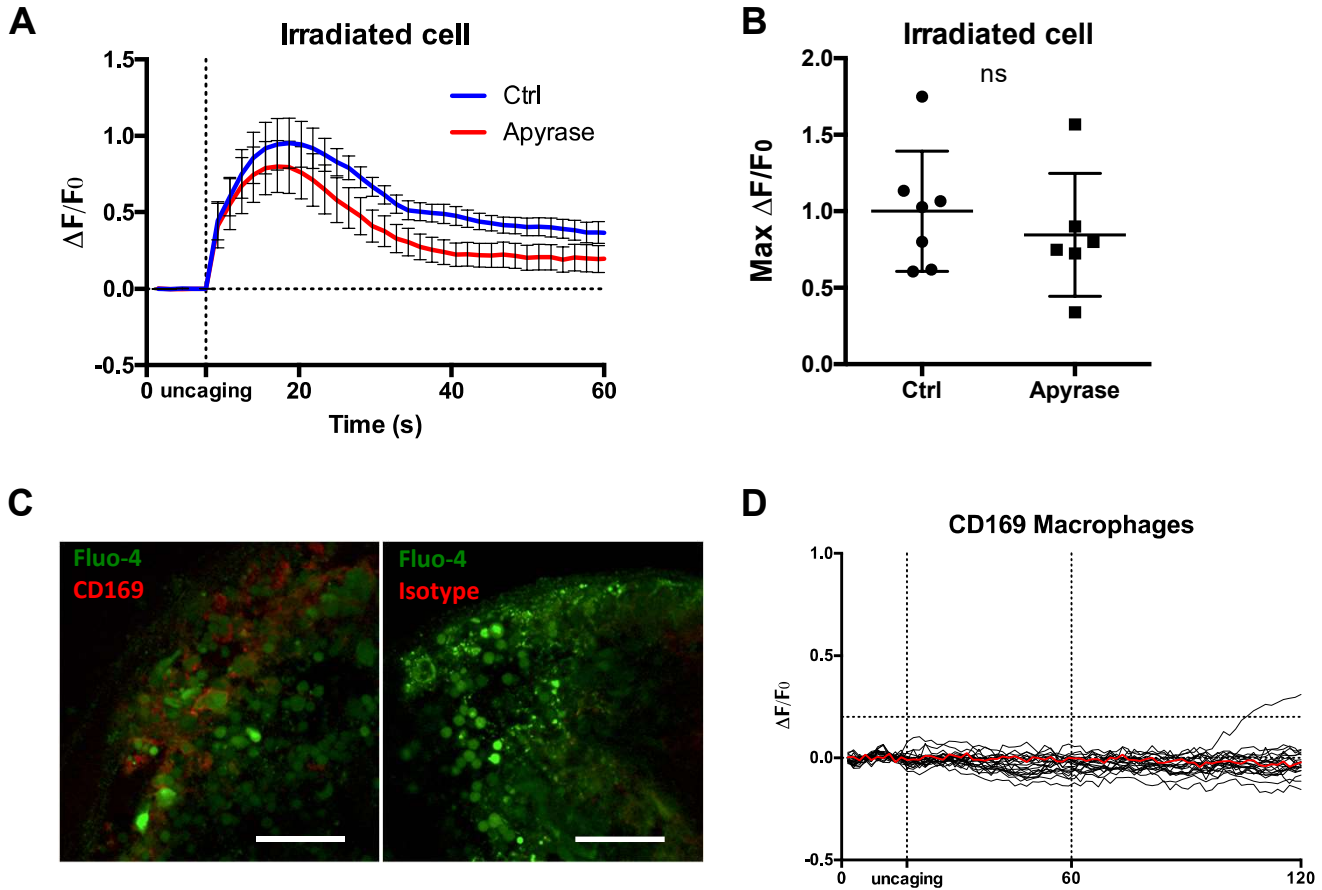 A
Irradiated cell
1.5
1.0
0.5
0.0
-0.5
ΔF/F0
Ctrl
Apyrase
0 uncaging 20 40 60
Time (s)
B
Irradiated cell
ns
2.0
1.5
1.0
0.5
0.0
Max ΔF/F0
Ctrl Apyrase
C
Fluo-4
CD169
Fluo-4
Isotype
D
CD169 Macrophages
1.0
0.5
0.0
-0.5
ΔF/F0
0 uncaging 60 120